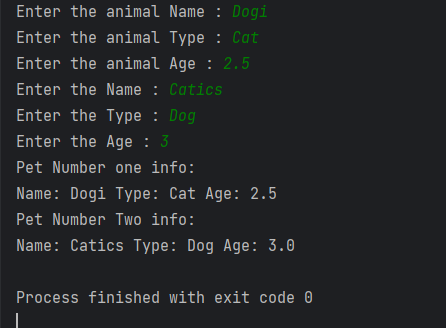 Enter the animal Name : Dogi
Enter the animal Type : Cat
Enter the animal Age : 2.5
Enter the Name : Catics
Enter the Type : Dog
Enter the Age : 3
Pet Number one info:
Name: Dogi Type: Cat Age: 2.5
Pet Number Two info:
Name: Catics Type: Dog Age: 3.0
Process finished with exit code 0